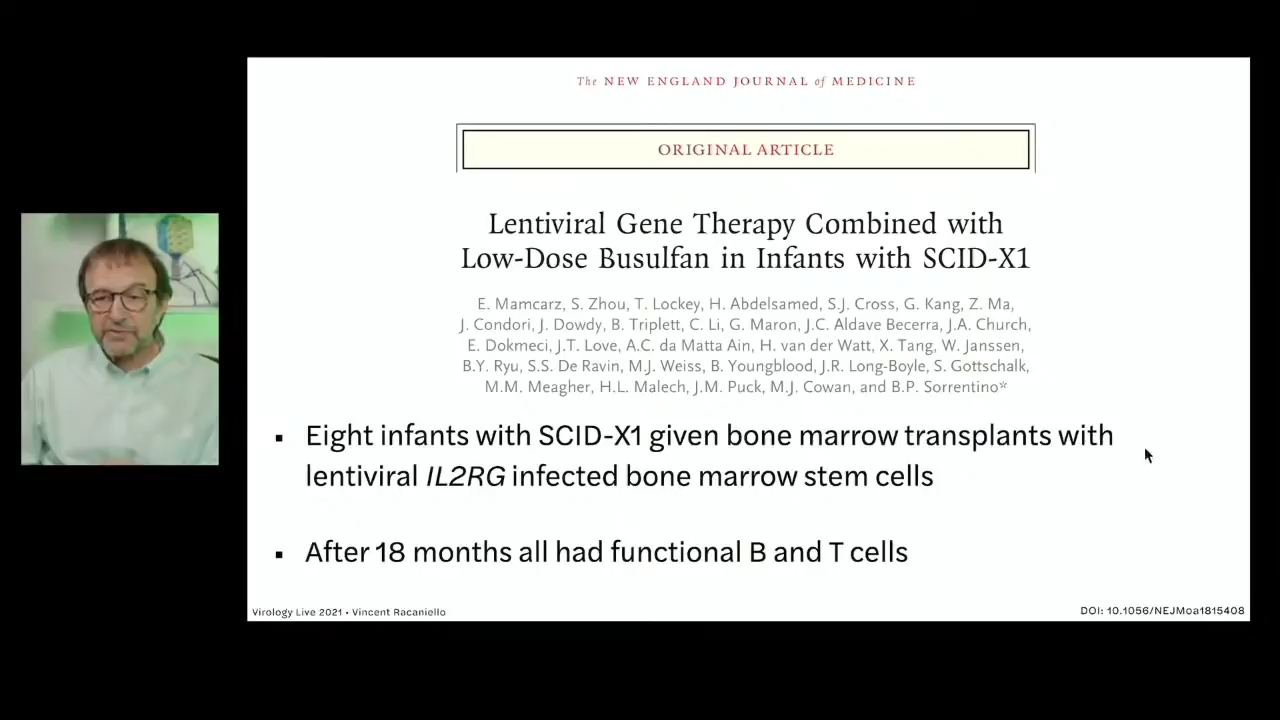 The NEW ENGLAND JOURNAL of MEDICINE
ORIGINAL ARTICLE
Lentiviral Gene Therapy Combined with
Low-Dose Busulfan in Infants with SCID-X1
E. Mamcarz, S. Zhou, T. Lockey, H. Abdelsamed, S.J. Cross, G. Kang, Z. Ma,
J. Condori, J. Dowdy, B. Triplett, C. Li, G. Maron, J.C. Aldave Becerra, J.A. Church,
E. Dokmeci, J.T. Love, A.C. da Matta Ain, H. van der Watt, X. Tang, W. Janssen,
B.Y. Ryu, S.S. De Ravin, M.J. Weiss, B. Youngblood, J.R. Long-Boyle, S. Gottschalk,
M.M. Meagher, H.L. Malech, J.M. Puck, M.J. Cowan, and B.P. Sorrentino*
▪ Eight infants with SCID-X1 given bone marrow transplants with
lentiviral IL2RG infected bone marrow stem cells
▪ After 18 months all had functional B and T cells
Virology Live 2021 • Vincent Racaniello
DOI: 10.1056/NEJMoa1815408